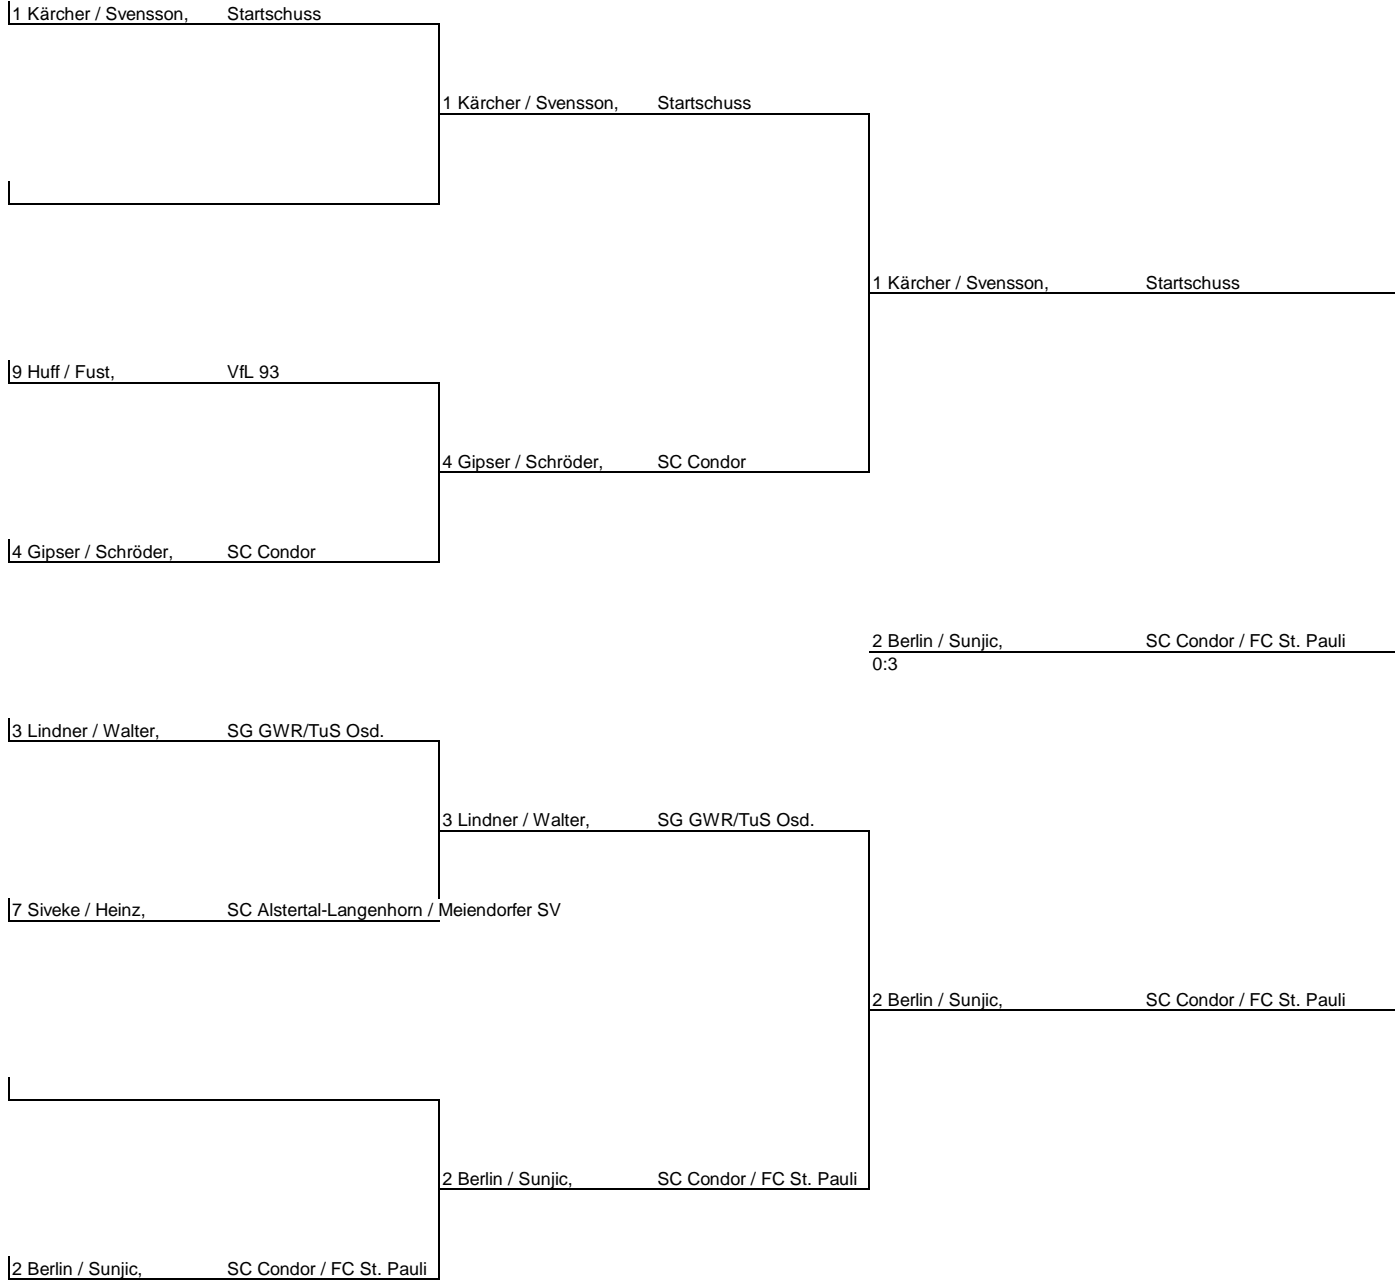 1 Kärcher / Svensson, Startschuss
1 Kärcher / Svensson, Startschuss
1 Kärcher / Svensson, Startschuss
9 Huff / Fust, VfL 93
4 Gipser / Schröder, SC Condor
4 Gipser / Schröder, SC Condor
2 Berlin / Sunjic, SC Condor / FC St. Pauli
0:3
3 Lindner / Walter, SG GWR/TuS Osd.
3 Lindner / Walter, SG GWR/TuS Osd.
7 Siveke / Heinz, SC Alstertal-Langenhorn / Meiendorfer SV
2 Berlin / Sunjic, SC Condor / FC St. Pauli
2 Berlin / Sunjic, SC Condor / FC St. Pauli
2 Berlin / Sunjic, SC Condor / FC St. Pauli